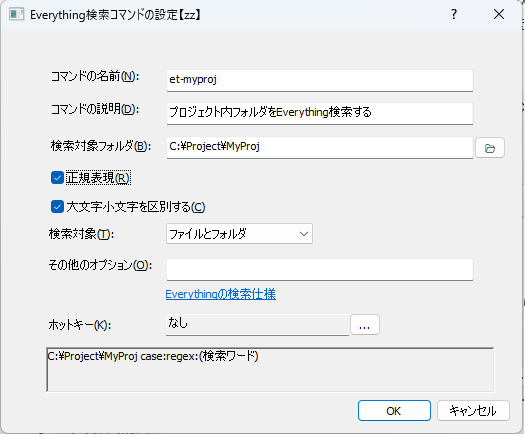 Everything検索コマンドの設定【zz】
コマンドの名前(N):
et-myproj
コマンドの説明(D):
プロジェクト内フォルダをEverything検索する
検索対象フォルダ(B):
C:¥Project¥MyProj
正規表現(R)
大文字小文字を区別する(C)
検索対象(T):
ファイルとフォルダ
その他のオプション(O):
Everythingの検索仕様
ホットキー(K):
なし
...
C:¥Project¥MyProj case:regex:(検索ワード)
OK
キャンセル